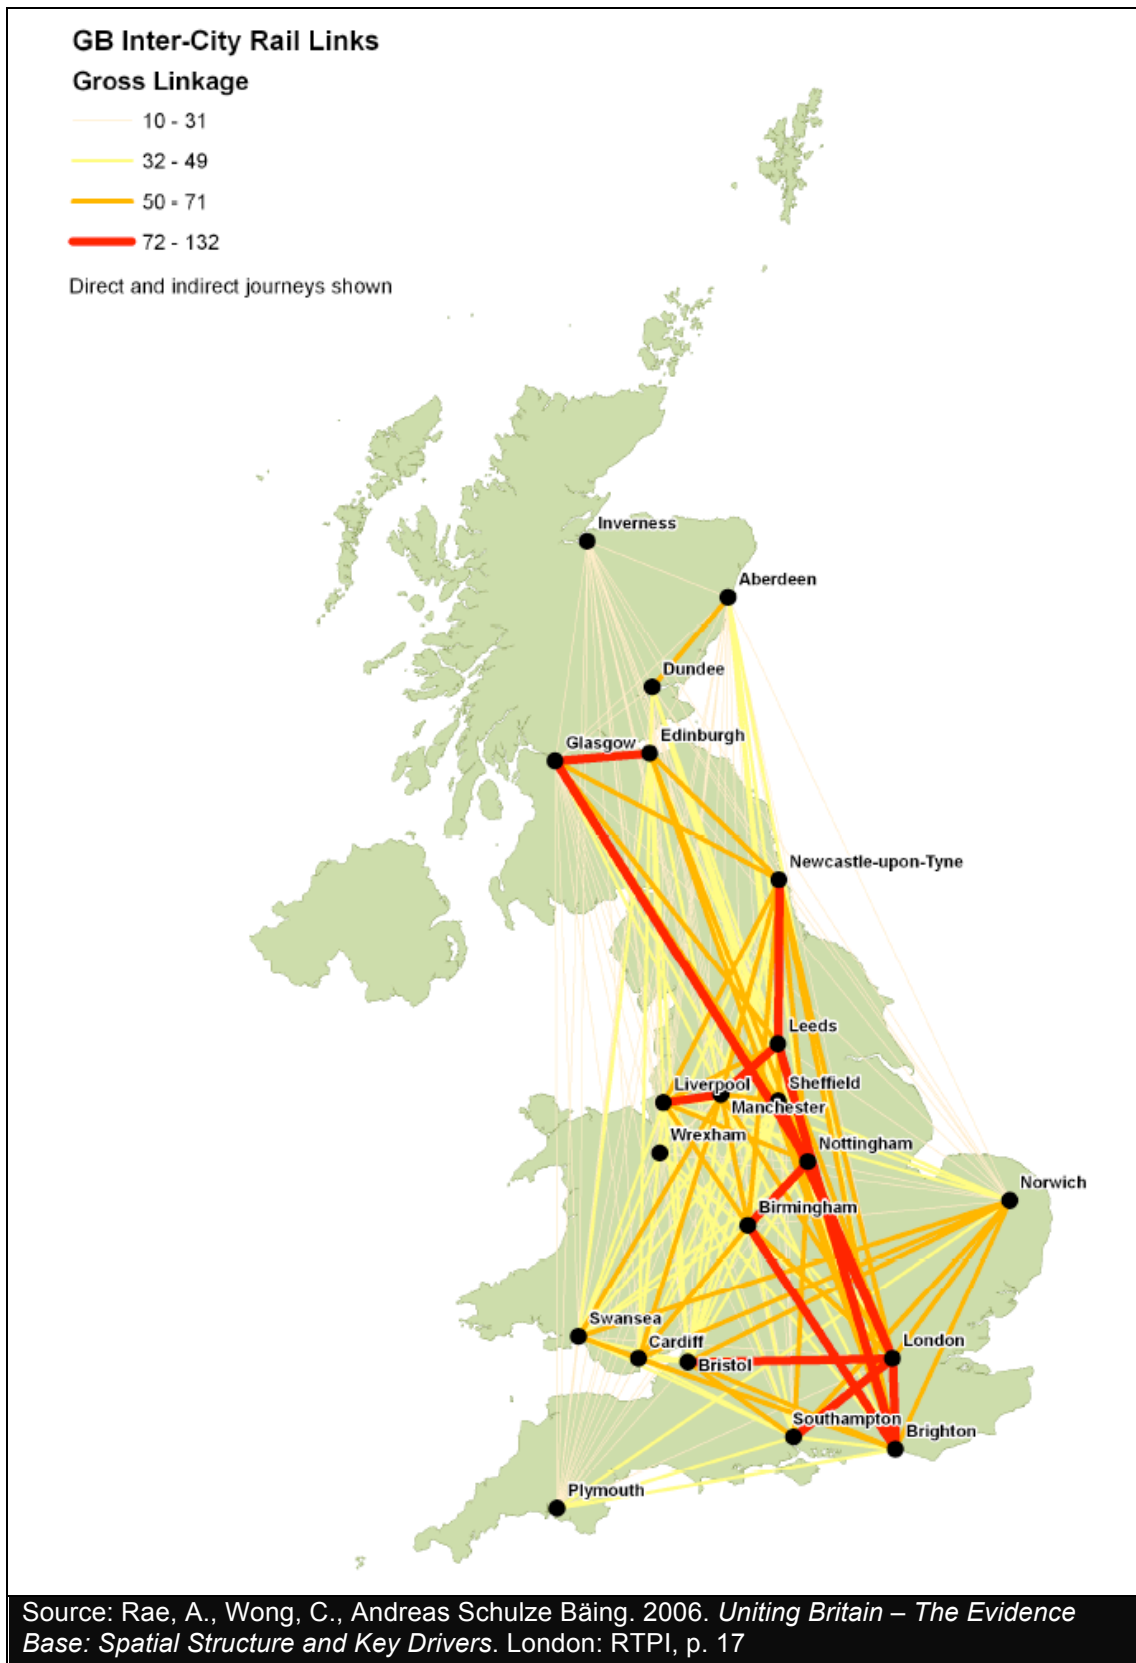 GB Inter-City Rail Links
Gross Linkage
10 - 31
32 - 49
50 - 71
72 - 132
Direct and indirect journeys shown
Inverness
Aberdeen
Dundee
Edinburgh
Glasgow
Newcastle-upon-Tyne
Leeds
Liverpool
Sheffield
Manchester
Wrexham
Nottingham
Norwich
Birmingham
Swansea
Cardiff
London
Bristol
Southampton
Brighton
Plymouth
Source: Rae, A., Wong, C., Andreas Schulze Bäing. 2006. Uniting Britain – The Evidence
Base: Spatial Structure and Key Drivers. London: RTPI, p. 17